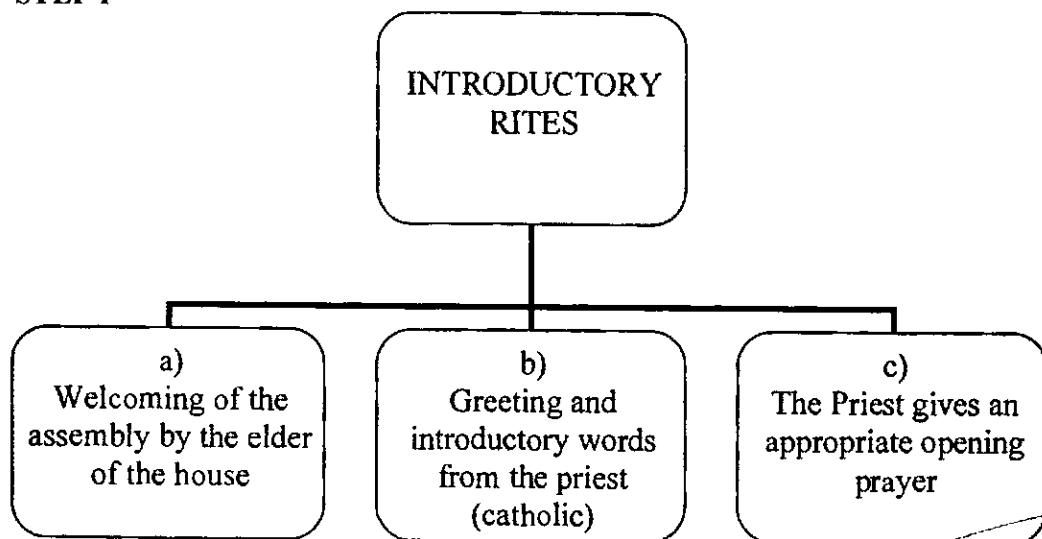 INTRODUCTORY
RITES
a)
Welcoming of the
assembly by the elder
of the house
b)
Greeting and
introductory words
from the priest
(catholic)
c)
The Priest gives an
appropriate opening
prayer